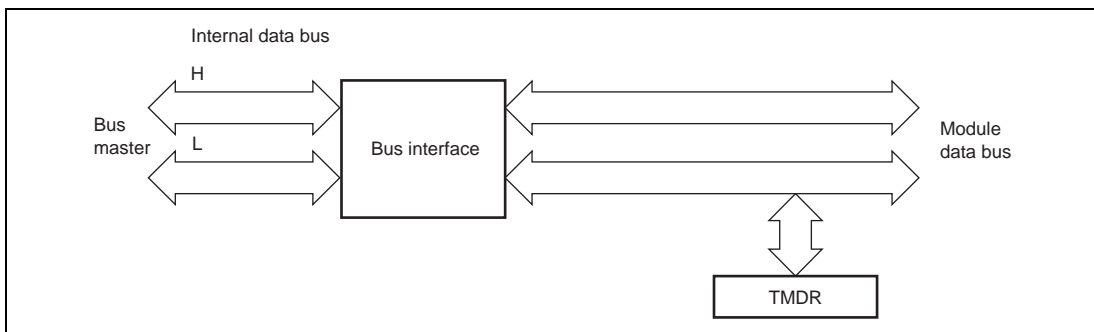 Internal data bus
H
Bus
master
L
Bus interface
Module
data bus
TMDR